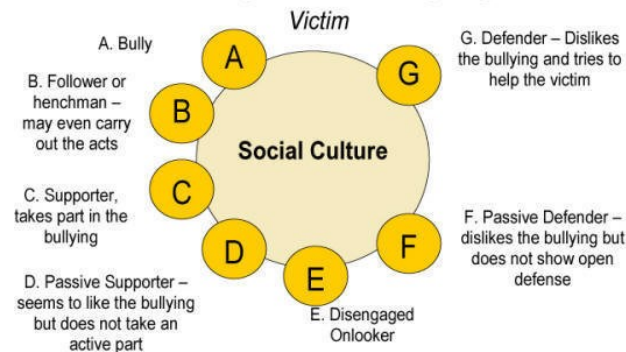 Victim
A. Bully
B. Follower or
henchman –
may even carry
out the acts
C. Supporter,
takes part in the
bullying
D. Passive Supporter –
seems to like the bullying
but does not take an
active part
E. Disengaged
Onlooker
F. Passive Defender –
dislikes the bullying but
does not show open
defense
G. Defender – Dislikes
the bullying and tries to
help the victim
A
B
C
D
E
F
G
Social Culture